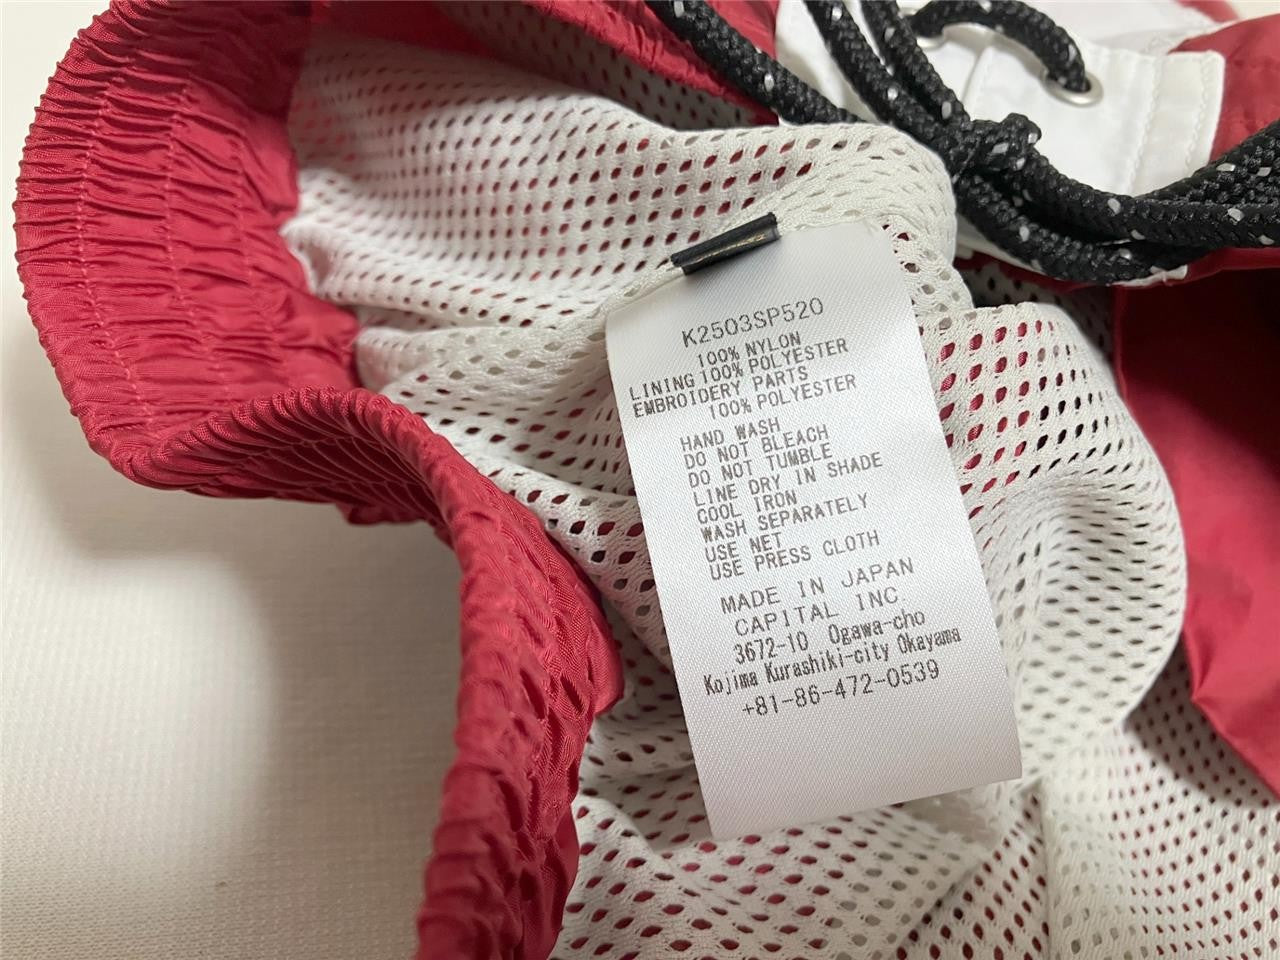 K2503SP520
100% NYLON
LINING 100% POLYESTER
EMBROIDERY PARTS
100% POLYESTER
HAND WASH
DO NOT BLEACH
DO NOT TUMBLE
LINE DRY IN SHADE
COOL IRON
WASH SEPARATELY
USE NET
USE PRESS CLOTH
MADE IN JAPAN
CAPITAL INC.
3672-10 Ogawa-cho
Kojima Kurashiki-city Okayama
+81-86-472-0539